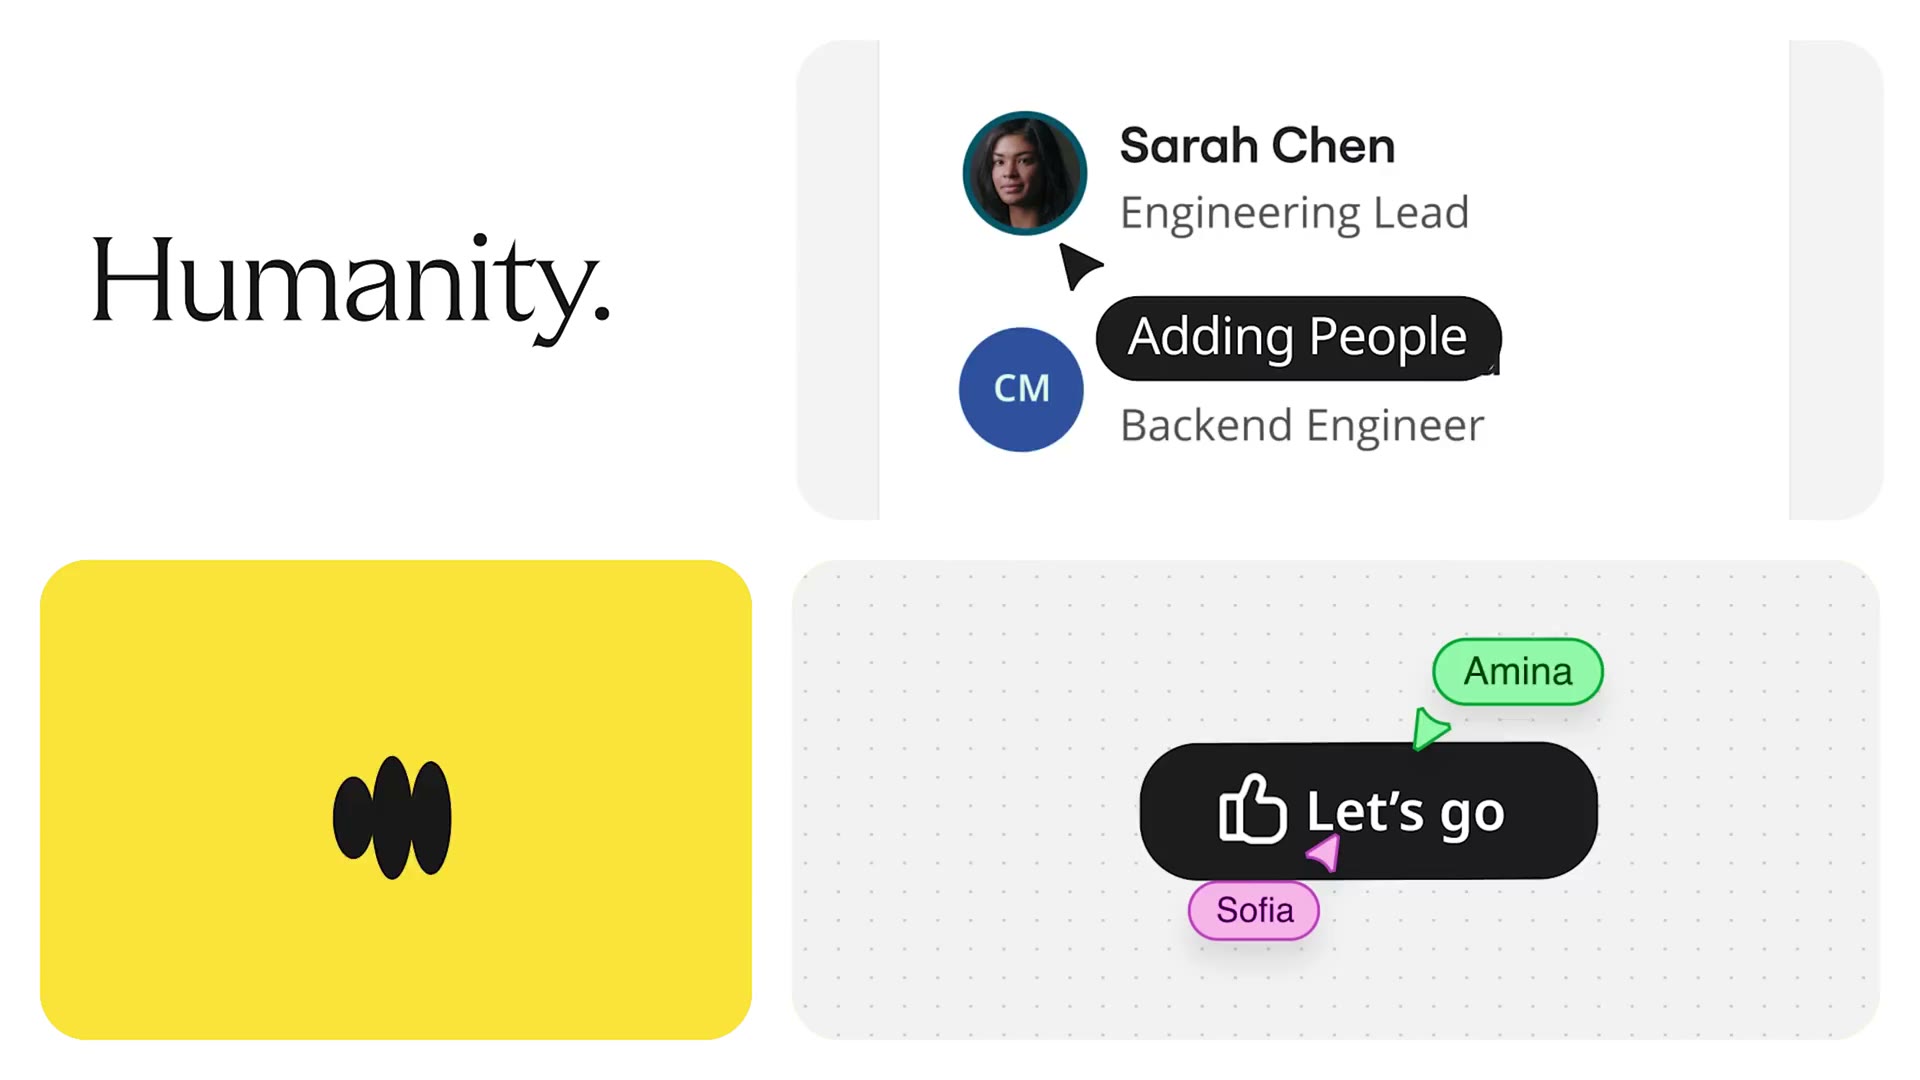 Humanity.
Sarah Chen
Engineering Lead
Adding People
CM
Backend Engineer
Amina
Let’s go
Sofia